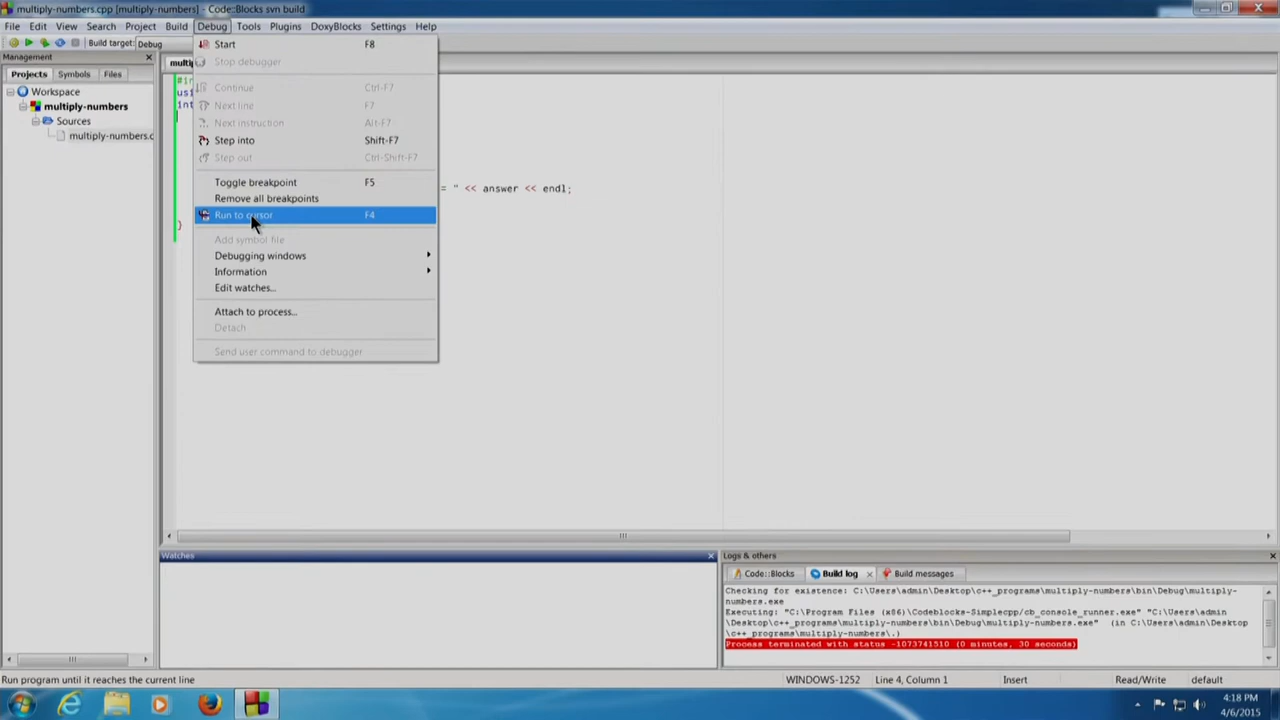 multiply-numbers.cpp [multiply-numbers] - Code::Blocks svn build
File Edit View Search Project Build Debug Tools Plugins DoxyBlocks Settings Help
Build target: Debug
Management
Projects Symbols Files
Workspace
multiply-numbers
Sources
multiply-numbers.c
Start F8
Stop debugger
Continue Ctrl-F7
Next line F7
Next instruction Alt-F7
Step into Shift-F7
Step out Ctrl-Shift-F7
Toggle breakpoint F5
Remove all breakpoints
Run to cursor F4
Add symbol file
Debugging windows
Information
Edit watches...
Attach to process...
Detach
Send user command to debugger
multip
#in
usi
int
= " << answer << endl;
}
Watches
Logs & others
Code::Blocks Build log Build messages
Checking for existence: C:\Users\admin\Desktop\c++_programs\multiply-numbers\bin\Debug\multiply-
numbers.exe
Executing: "C:\Program Files (x86)\Codeblocks-Simplecpp/cb_console_runner.exe" "C:\Users\admin
\Desktop\c++_programs\multiply-numbers\bin\Debug\multiply-numbers.exe" (in C:\Users\admin\Desktop
\c++_programs\multiply-numbers\.)
Process terminated with status -1073741510 (0 minutes, 30 seconds)
Run program until it reaches the current line
WINDOWS-1252 Line 4, Column 1 Insert Read/Write default
4:18 PM
4/6/2015